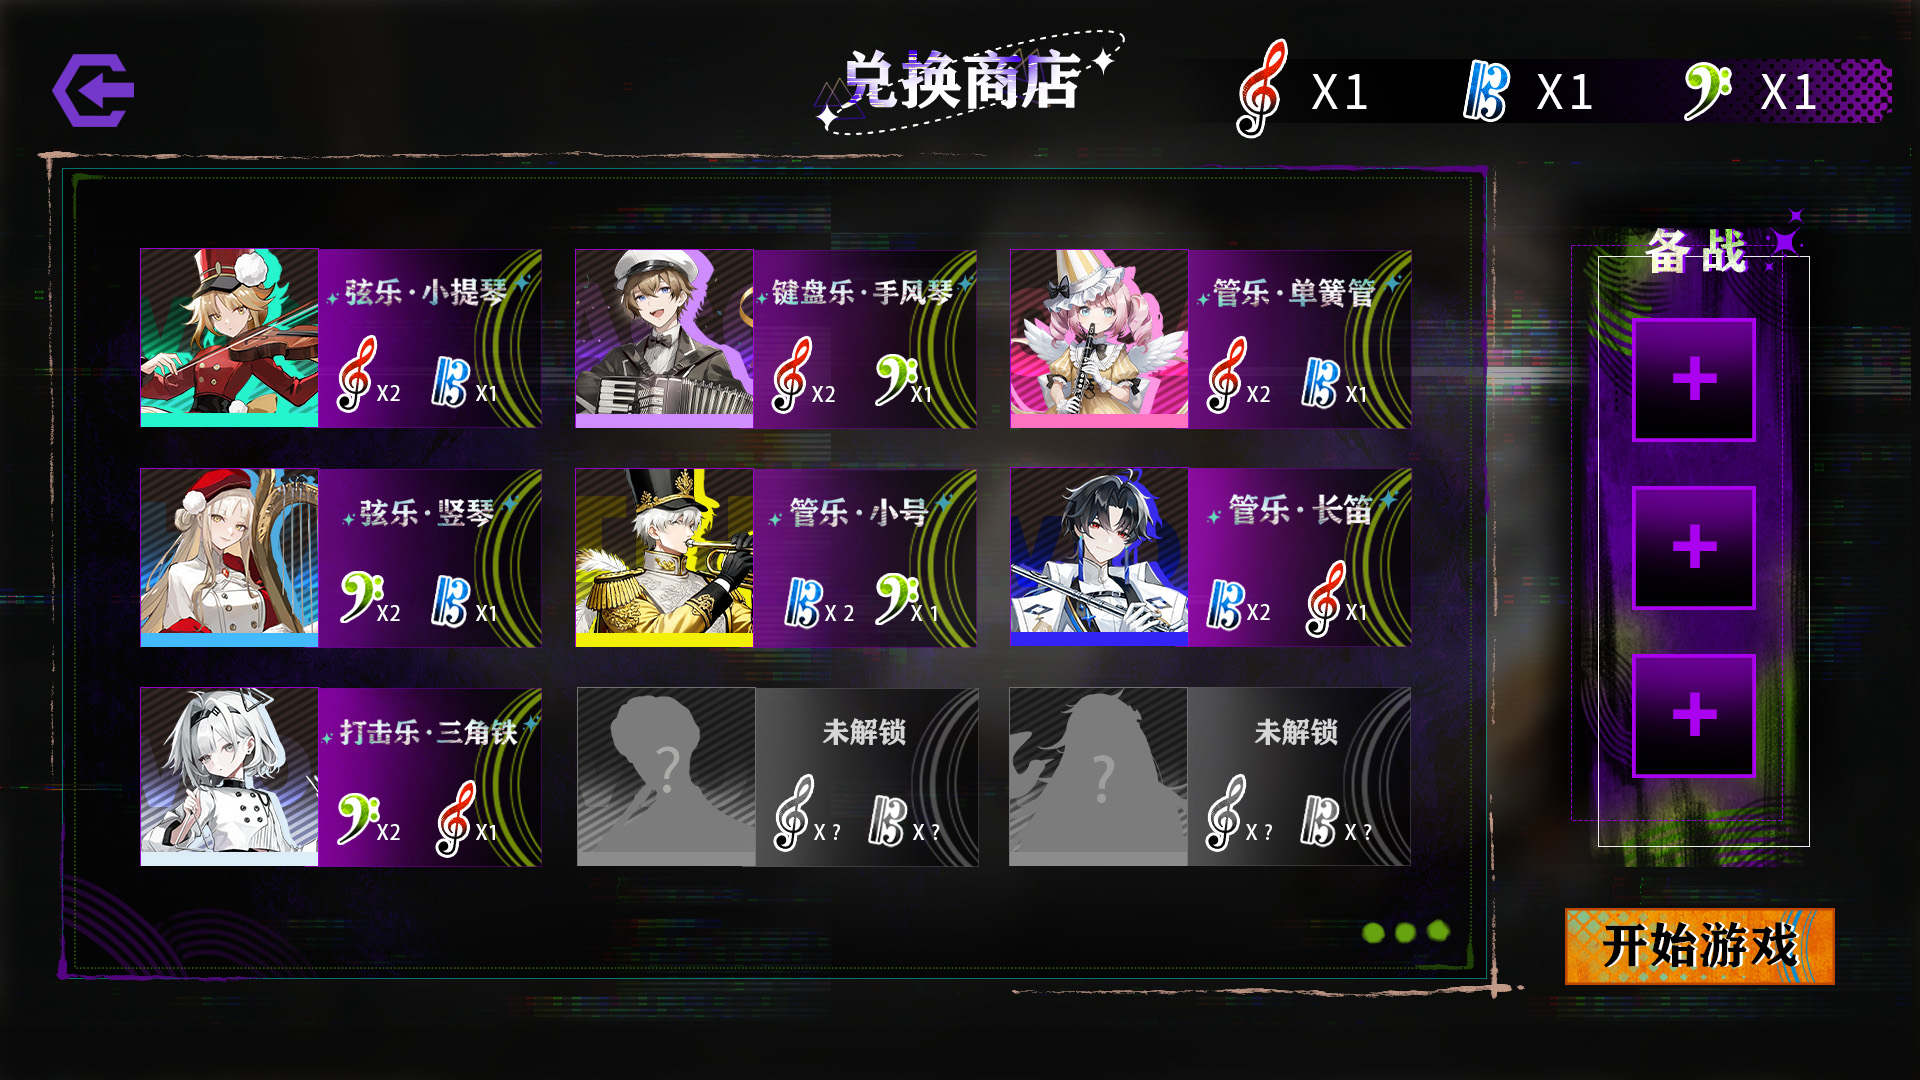 兑换商店
X1 X1 X1
备战
弦乐·小提琴
X2 X1
键盘乐·手风琴
X2 X1
管乐·单簧管
X2 X1
弦乐·竖琴
X2 X1
管乐·小号
X 2 X 1
管乐·长笛
X2 X1
打击乐·三角铁
X2 X1
?
未解锁
X ? X ?
?
未解锁
X ? X ?
+
+
+
开始游戏